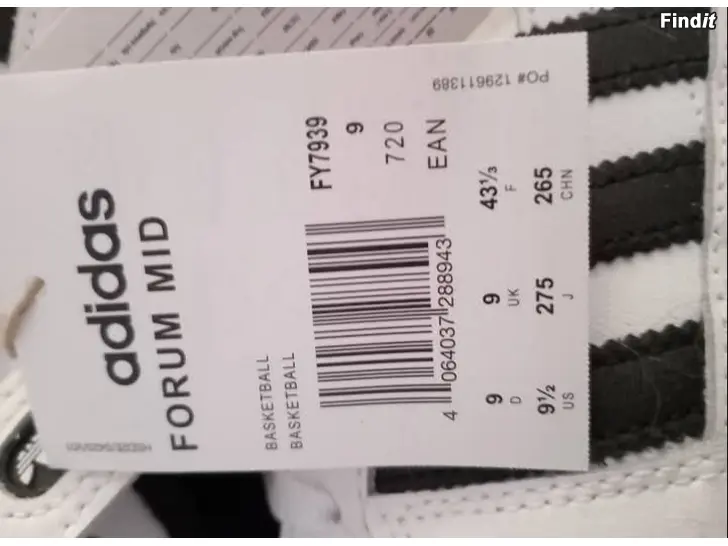 Findit
adidas
FORUM MID
BASKETBALL
BASKETBALL
FY7939
9
720
EAN
4 064037 288943
9 9 43⅓
D UK F
9½ 275 265
US J CHN
PO# 129611389